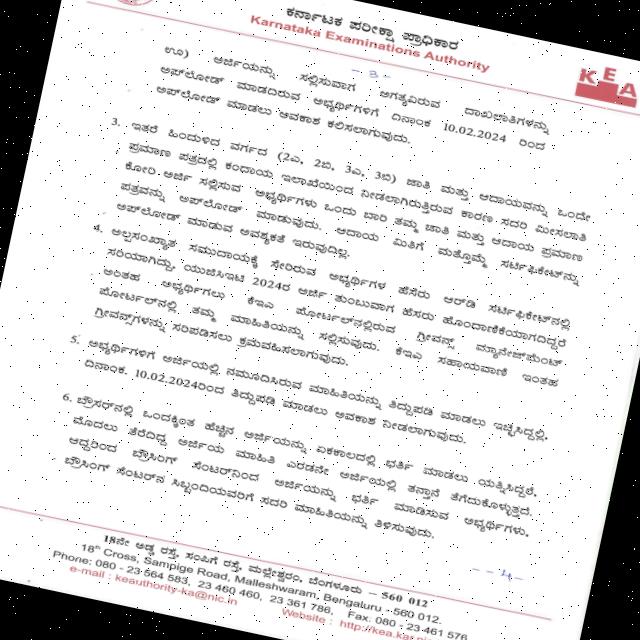 ಕರ್ನಾಟಕ ಪರೀಕ್ಷಾ ಪ್ರಾಧಿಕಾರ
Karnataka Examinations Authority
KEA
- 3 -
ಊ) ಅರ್ಜಿಯನ್ನು ಸಲ್ಲಿಸುವಾಗ ಅಗತ್ಯವಿರುವ ದಾಖಲಾತಿಗಳನ್ನು
ಅಪ್‌ಲೋಡ್ ಮಾಡದಿರುವ ಅಭ್ಯರ್ಥಿಗಳಿಗೆ ದಿನಾಂಕ 10.02.2024 ರಿಂದ
ಅಪ್‌ಲೋಡ್ ಮಾಡಲು ಅವಕಾಶ ಕಲಿಸಲಾಗುವುದು.
3. ಇತರೆ ಹಿಂದುಳಿದ ವರ್ಗದ (2ಎ, 2ಬಿ, 3ಎ, 3ಬಿ) ಜಾತಿ ಮತ್ತು ಆದಾಯವನ್ನು ಒಂದೇ
ಪ್ರಮಾಣ ಪತ್ರದಲ್ಲಿ ಕಂದಾಯ ಇಲಾಖೆಯಿಂದ ನೀಡಲಾಗಿರುತ್ತಿರುವ ಕಾರಣ ಸದರಿ ಮೀಸಲಾತಿ
ಕೋರಿ ಅರ್ಜಿ ಸಲ್ಲಿಸುವ ಅಭ್ಯರ್ಥಿಗಳು ಒಂದು ಬಾರಿ ತಮ್ಮ ಜಾತಿ ಮತ್ತು ಆದಾಯ ಪ್ರಮಾಣ
ಪತ್ರವನ್ನು ಅಪ್‌ಲೋಡ್ ಮಾಡುವುದು. ಆದಾಯ ಮಿತಿಗೆ ಮತ್ತೊಮ್ಮೆ ಸರ್ಟಿಫಿಕೇಟ್‌ನ್ನು
ಅಪ್‌ಲೋಡ್ ಮಾಡುವ ಅವಶ್ಯಕತೆ ಇರುವುದಿಲ್ಲ.
4. ಅಲ್ಪಸಂಖ್ಯಾತ ಸಮುದಾಯಕ್ಕೆ ಸೇರಿರುವ ಅಭ್ಯರ್ಥಿಗಳ ಹೆಸರು ಆರ್‌ಡಿ ಸರ್ಟಿಫಿಕೇಟ್‌ನಲ್ಲಿ
ಸರಿಯಾಗಿದ್ದು, ಯುಜಿಸಿಇಟಿ 2024ರ ಅರ್ಜಿ ತುಂಬುವಾಗ ಹೆಸರು ಹೊಂದಾಣಿಕೆಯಾಗದಿದ್ದರೆ
ಅಂತಹ ಅಭ್ಯರ್ಥಿಗಳು ಕೆಇಎ ಪೋರ್ಟಲ್‌ನಲ್ಲಿರುವ ಗ್ರೀವನ್ಸ್ ಮ್ಯಾನೇಜ್‌ಮೆಂಟ್
ಪೋರ್ಟಲ್‌ನಲ್ಲಿ ತಮ್ಮ ಮಾಹಿತಿಯನ್ನು ಸಲ್ಲಿಸುವುದು. ಕೆಇಎ ಸಹಾಯವಾಣಿ ಇಂತಹ
ಗ್ರೀವನ್ಸ್‌ಗಳನ್ನು ಸರಿಪಡಿಸಲು ಕ್ರಮವಹಿಸಲಾಗುವುದು.
5. ಅಭ್ಯರ್ಥಿಗಳಿಗೆ ಅರ್ಜಿಯಲ್ಲಿ ನಮೂದಿಸಿರುವ ಮಾಹಿತಿಯನ್ನು ತಿದ್ದುಪಡಿ ಮಾಡಲು ಇಚ್ಛಿಸಿದ್ದಲ್ಲಿ,
ದಿನಾಂಕ. 10.02.2024ರಿಂದ ತಿದ್ದುಪಡಿ ಮಾಡಲು ಅವಕಾಶ ನೀಡಲಾಗುವುದು.
6. ಬ್ರೌಸರ್‌ನಲ್ಲಿ ಒಂದಕ್ಕಿಂತ ಹೆಚ್ಚಿನ ಅರ್ಜಿಯನ್ನು ಏಕಕಾಲದಲ್ಲಿ ಭರ್ತಿ ಮಾಡಲು ಯತ್ನಿಸಿದ್ದಲ್ಲಿ,
ಮೊದಲು ತೆರೆದಿದ್ದ ಅರ್ಜಿಯ ಮಾಹಿತಿ ಎರಡನೇ ಅರ್ಜಿಯಲ್ಲಿ ತನ್ನಾನೆ ತೆಗೆದುಕೊಳ್ಳುತ್ತದೆ.
ಆದ್ದರಿಂದ ಬ್ರೌಸಿಂಗ್ ಸೆಂಟರ್‌ನಿಂದ ಅರ್ಜಿಯನ್ನು ಭರ್ತಿ ಮಾಡಿಸುವ ಅಭ್ಯರ್ಥಿಗಳು,
ಬ್ರೌಸಿಂಗ್ ಸೆಂಟರ್‌ನ ಸಿಬ್ಬಂದಿಯವರಿಗೆ ಸದರಿ ಮಾಹಿತಿಯನ್ನು ತಿಳಿಸುವುದು.
- - 4 -
18ನೇ ಅಡ್ಡ ರಸ್ತೆ, ಸಂಪಿಗೆ ರಸ್ತೆ, ಮಲ್ಲೇಶ್ವರಂ, ಬೆಂಗಳೂರು – 560 012
18th Cross, Sampige Road, Malleshwaram, Bengaluru - 560 012.
Phone: 080 - 23 564 583, 23 460 460, 23 361 786, Fax. 080 - 23 461 576
e-mail : keauthority-ka@nic.in Website : http://kea.kar.ni